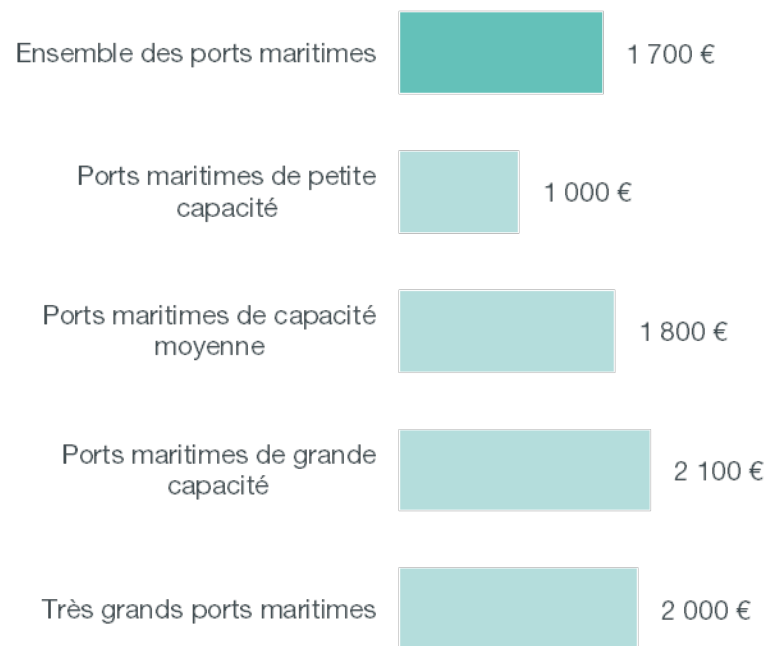 Ensemble des ports maritimes 1 700 €
Ports maritimes de petite
capacité 1 000 €
Ports maritimes de capacité
moyenne 1 800 €
Ports maritimes de grande
capacité 2 100 €
Très grands ports maritimes 2 000 €